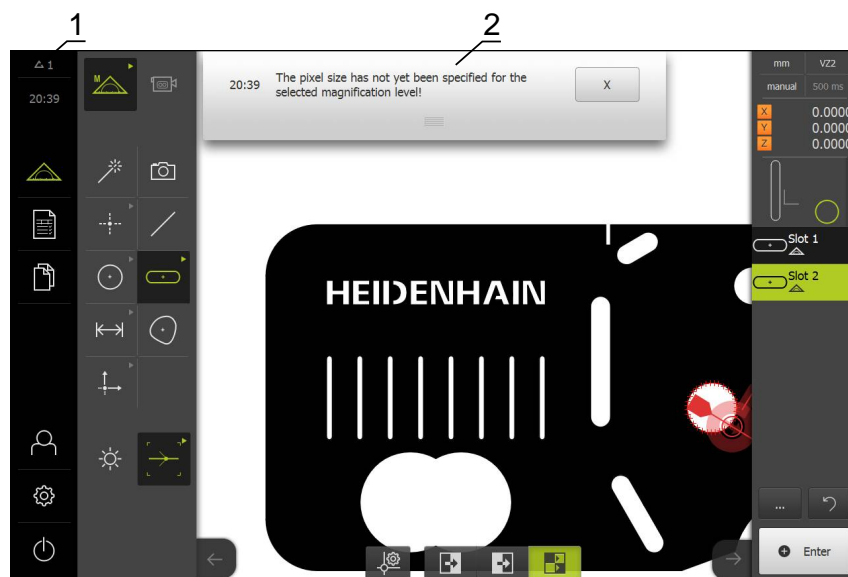 1
2
1
20:39
M
20:39
The pixel size has not yet been specified for the
selected magnification level!
X
mm
VZ2
manual
500 ms
X
0.0000
Y
0.0000
Z
0.0000
Slot 1
Slot 2
HEIDENHAIN
...
Enter